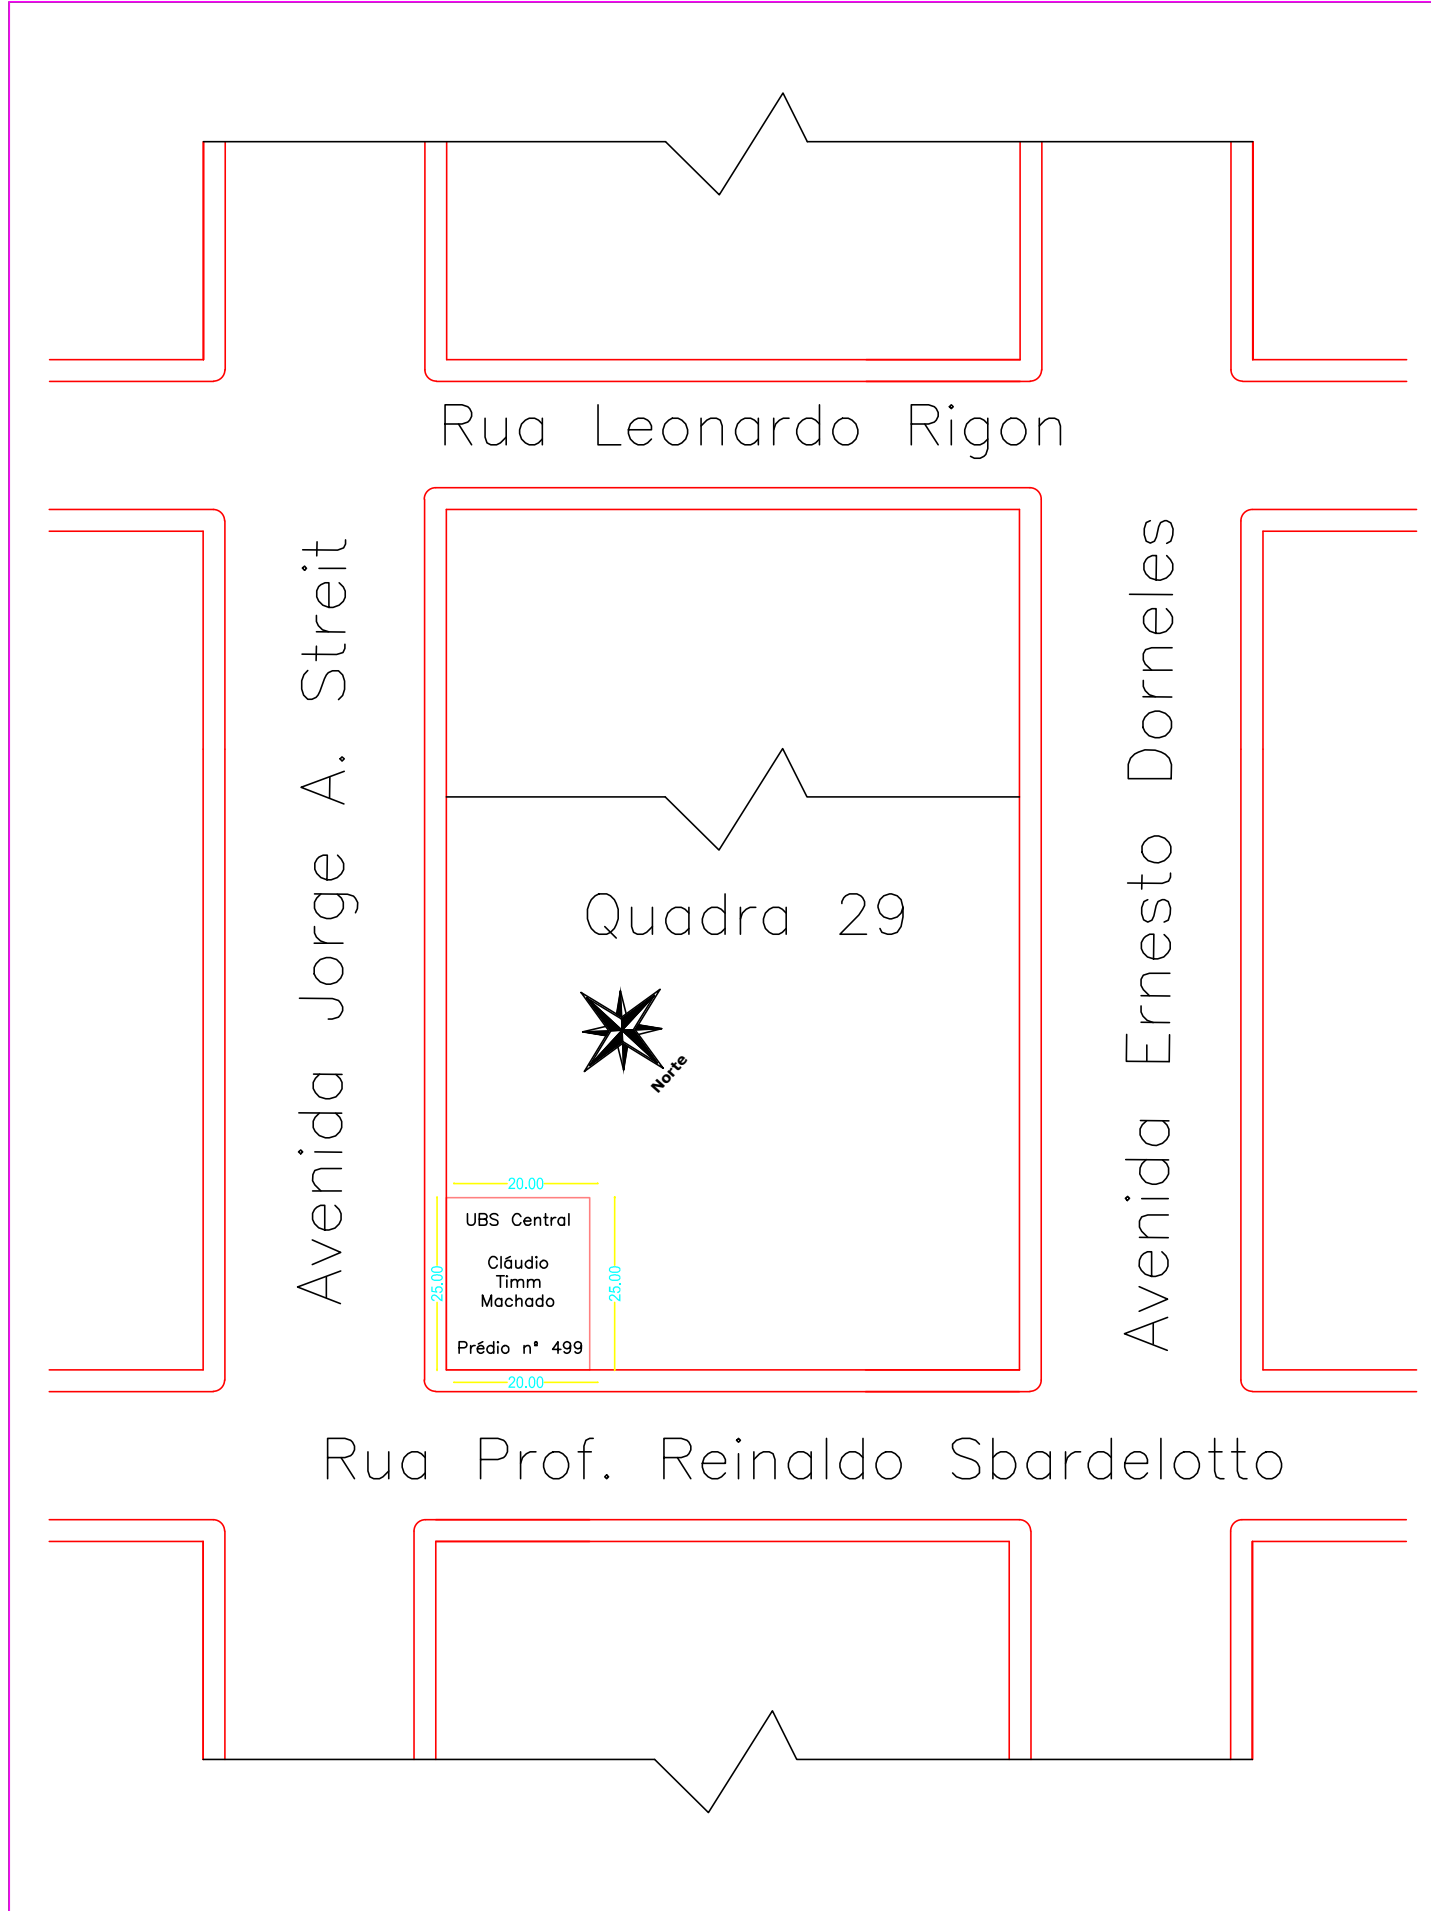 Rua Leonardo Rigon
Avenida Jorge A. Streit
Avenida Ernesto Dorneles
Quadra 29
Norte
20.00
UBS Central
Cláudio
Timm
Machado
25.00
25.00
Prédio nº 499
20.00
Rua Prof. Reinaldo Sbardelotto